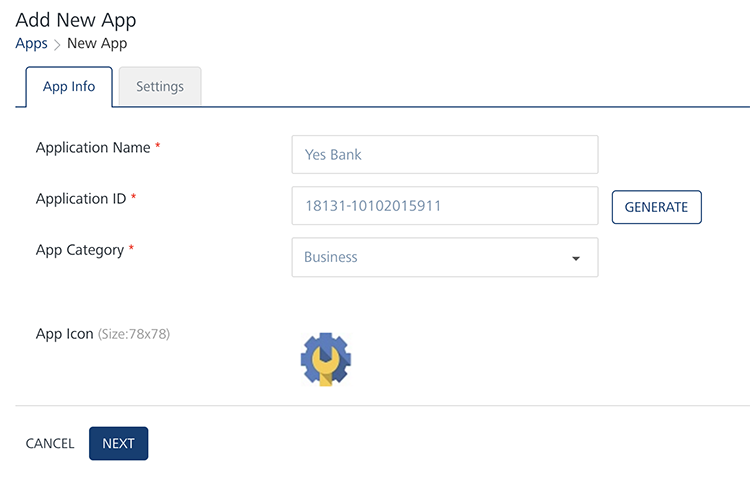 Add New App
Apps > New App
App Info Settings
Application Name * Yes Bank
Application ID * 18131-10102015911 GENERATE
App Category * Business
App Icon (Size:78x78)
CANCEL NEXT